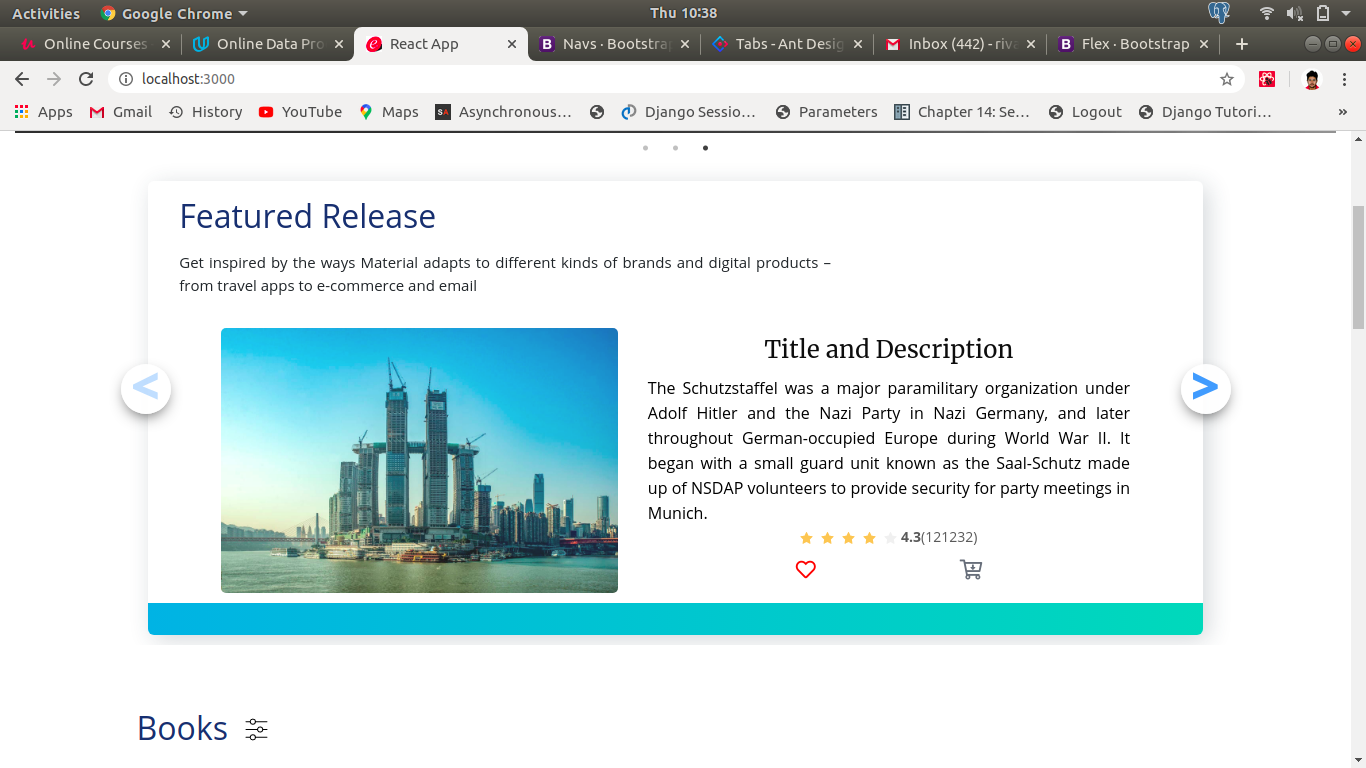 Activities Google Chrome Thu 10:38
Online Courses Online Data Pro React App Navs · Bootstra Tabs - Ant Desig Inbox (442) - riva Flex · Bootstrap
localhost:3000
Apps Gmail History YouTube Maps SA Asynchronous… Django Sessio… Parameters Chapter 14: Se… Logout Django Tutori… »
Featured Release
Get inspired by the ways Material adapts to different kinds of brands and digital products –
from travel apps to e-commerce and email
Title and Description
The Schutzstaffel was a major paramilitary organization under
Adolf Hitler and the Nazi Party in Nazi Germany, and later
throughout German-occupied Europe during World War II. It
began with a small guard unit known as the Saal-Schutz made
up of NSDAP volunteers to provide security for party meetings in
Munich.
< >
4.3(121232)
Books